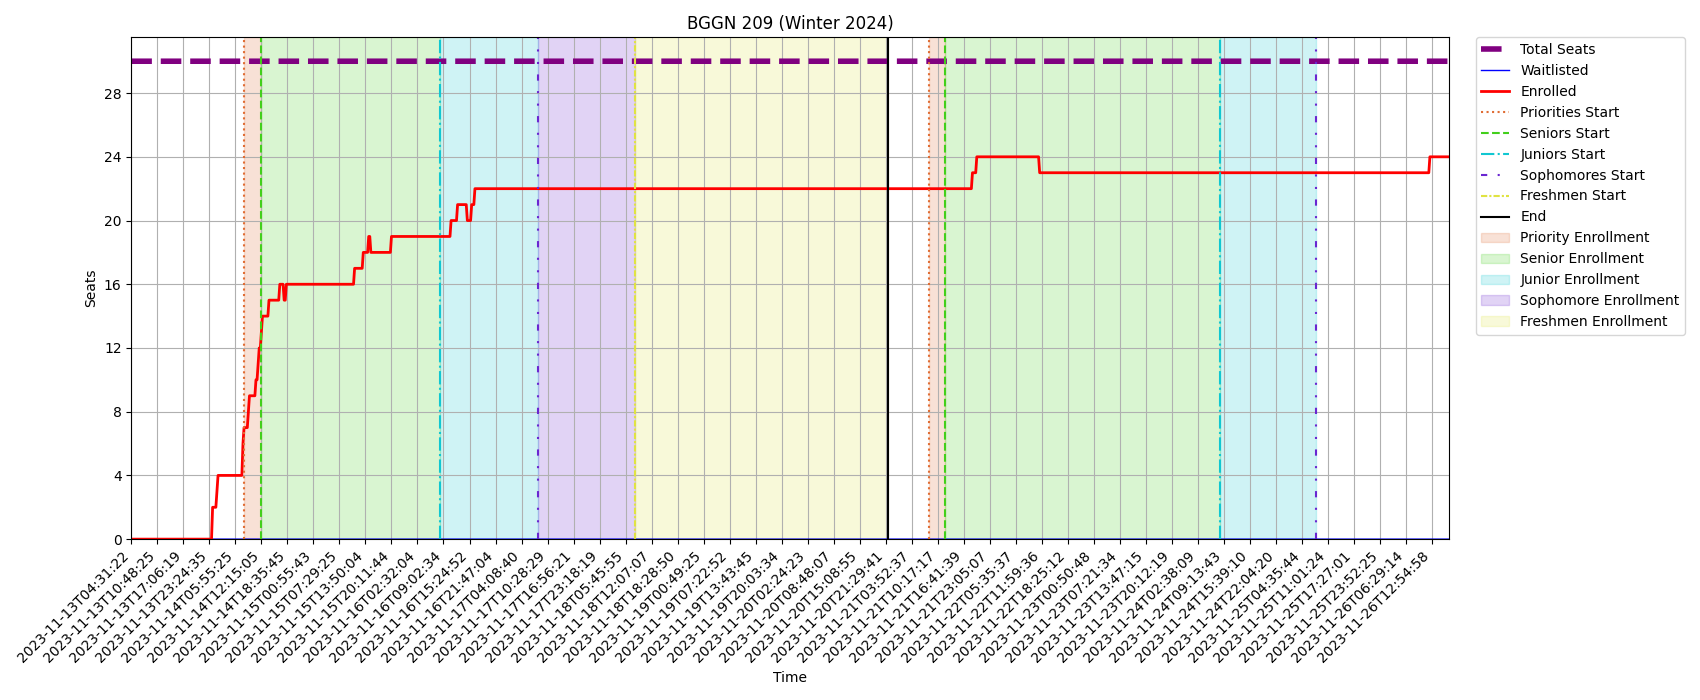 BGGN 209 (Winter 2024)
Seats
28
24
20
16
12
8
4
0
2023-11-13T04:31:22
2023-11-13T10:48:25
2023-11-13T17:06:19
2023-11-13T23:24:35
2023-11-14T05:55:25
2023-11-14T12:15:05
2023-11-14T18:35:45
2023-11-15T00:55:43
2023-11-15T07:29:25
2023-11-15T13:50:04
2023-11-15T20:11:44
2023-11-16T02:32:04
2023-11-16T09:02:34
2023-11-16T15:24:52
2023-11-16T21:47:04
2023-11-17T04:08:40
2023-11-17T10:28:29
2023-11-17T16:56:21
2023-11-17T23:18:19
2023-11-18T05:45:55
2023-11-18T12:07:07
2023-11-18T18:28:50
2023-11-19T00:49:25
2023-11-19T07:22:52
2023-11-19T13:43:45
2023-11-19T20:03:34
2023-11-20T02:24:23
2023-11-20T08:48:07
2023-11-20T15:08:55
2023-11-20T21:29:41
2023-11-21T03:52:37
2023-11-21T10:17:17
2023-11-21T16:41:39
2023-11-21T23:05:07
2023-11-22T05:35:37
2023-11-22T11:59:36
2023-11-22T18:25:12
2023-11-23T00:50:48
2023-11-23T07:21:34
2023-11-23T13:47:15
2023-11-23T20:12:19
2023-11-24T02:38:09
2023-11-24T09:13:43
2023-11-24T15:39:10
2023-11-24T22:04:20
2023-11-25T04:35:44
2023-11-25T11:01:24
2023-11-25T17:27:01
2023-11-25T23:52:25
2023-11-26T06:29:14
2023-11-26T12:54:58
Time
Total Seats
Waitlisted
Enrolled
Priorities Start
Seniors Start
Juniors Start
Sophomores Start
Freshmen Start
End
Priority Enrollment
Senior Enrollment
Junior Enrollment
Sophomore Enrollment
Freshmen Enrollment